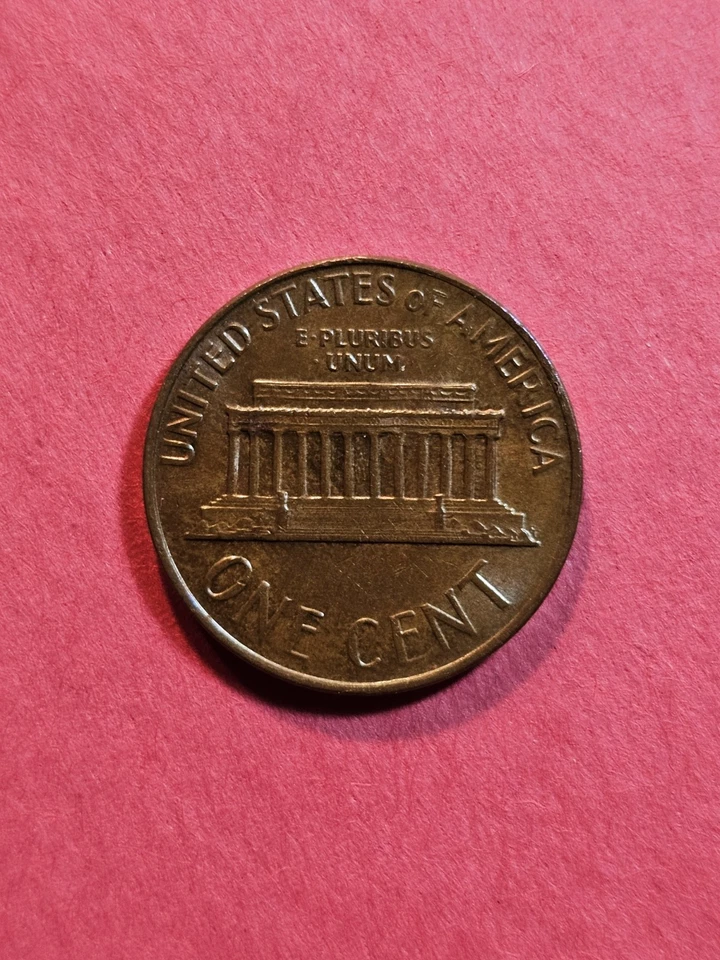 UNITED STATES OF AMERICA
E·PLURIBUS
·UNUM·
ONE CENT